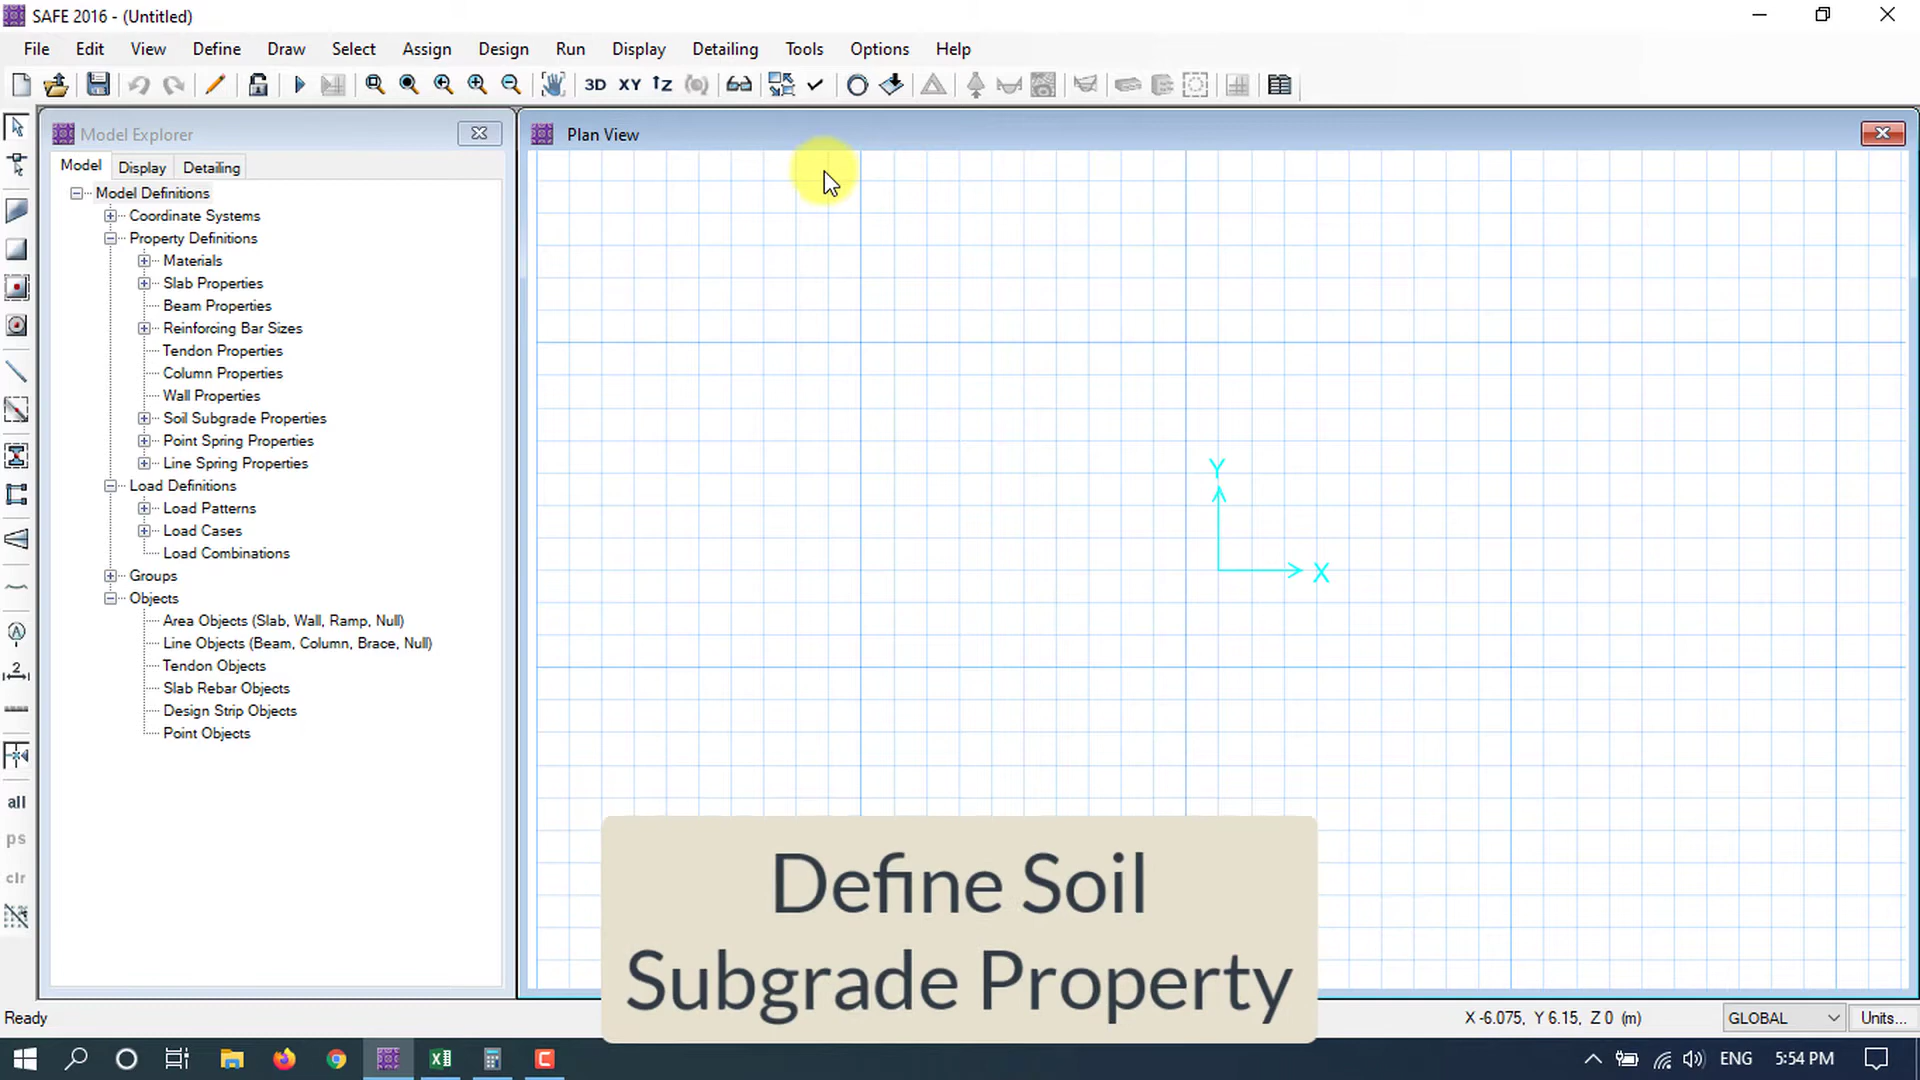 SAFE 2016 - (Untitled)
File Edit View Define Draw Select Assign Design Run Display Detailing Tools Options Help
3D XY Z
Model Explorer
Plan View
Model Display Detailing
Model Definitions
Coordinate Systems
Property Definitions
Materials
Slab Properties
Beam Properties
Reinforcing Bar Sizes
Tendon Properties
Column Properties
Wall Properties
Soil Subgrade Properties
Point Spring Properties
Line Spring Properties
Load Definitions
Load Patterns
Load Cases
Load Combinations
Groups
Objects
Area Objects (Slab, Wall, Ramp, Null)
Line Objects (Beam, Column, Brace, Null)
Tendon Objects
Slab Rebar Objects
Design Strip Objects
Point Objects
A
2
all
ps
clr
Y
X
Define Soil
Subgrade Property
Ready
X -6.075, Y 6.15, Z 0 (m)
GLOBAL
Units...
ENG
5:54 PM